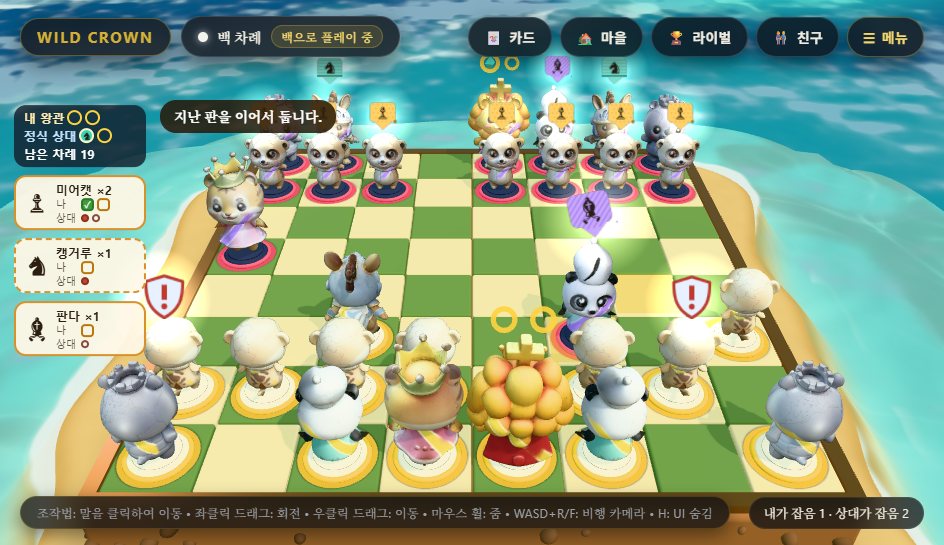 WILD CROWN
백 차례
백으로 플레이 중
카드
마을
라이벌
친구
메뉴
지난 판을 이어서 둡니다.
내 왕관
정식 상대
남은 차례 19
미어캣 ×2
나
상대
캥거루 ×1
나
상대
판다 ×1
나
상대
조작법: 말을 클릭하여 이동 • 좌클릭 드래그: 회전 • 우클릭 드래그: 이동 • 마우스 휠: 줌 • WASD+R/F: 비행 카메라 • H: UI 숨김
내가 잡음 1 · 상대가 잡음 2